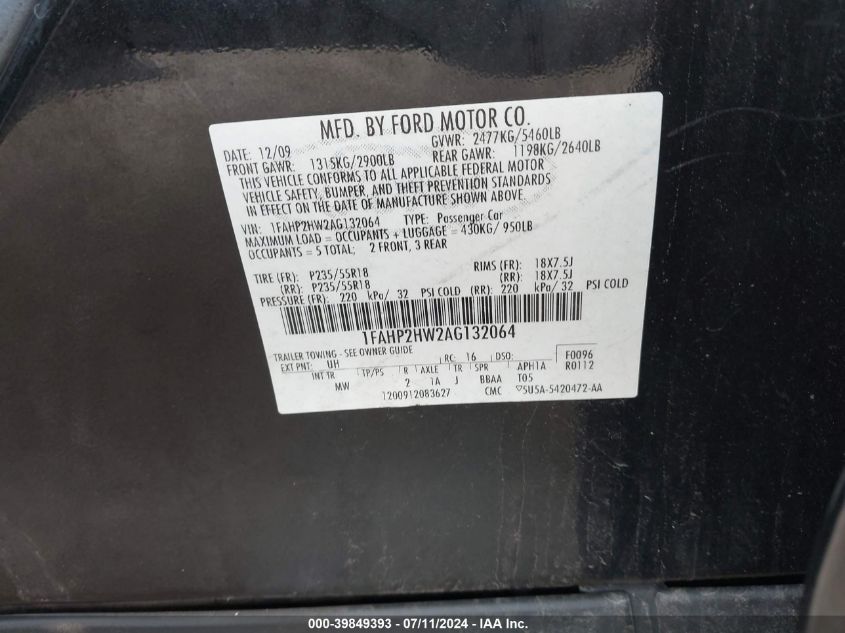 MFD. BY FORD MOTOR CO.
DATE: 12/09 GVWR: 2477KG/5460LB
FRONT GAWR: 1315KG/2900LB REAR GAWR: 1198KG/2640LB
THIS VEHICLE CONFORMS TO ALL APPLICABLE FEDERAL MOTOR
VEHICLE SAFETY, BUMPER, AND THEFT PREVENTION STANDARDS
IN EFFECT ON THE DATE OF MANUFACTURE SHOWN ABOVE
VIN: 1FAHP2HW2AG132064 TYPE: Passenger Car
MAXIMUM LOAD = OCCUPANTS + LUGGAGE = 430KG/ 950LB
OCCUPANTS = 5 TOTAL; 2 FRONT, 3 REAR
TIRE (FR): P235/55R18 RIMS (FR): 18X7.5J
(RR): P235/55R18 (RR): 18X7.5J
PRESSURE (FR): 220 kPa/ 32 PSI COLD (RR): 220 kPa/ 32 PSI COLD
1FAHP2HW2AG132064
TRAILER TOWING - SEE OWNER GUIDE
EXT PNT: UH RC: 16 DSO: F0096
INT TR TP/PS R AXLE TR SPR APH1A R0112
MW 2 1A J BBAA T05
1200912083627 CMC 5U5A-5420472-AA
000-39849393 - 07/11/2024 - IAAI.COM